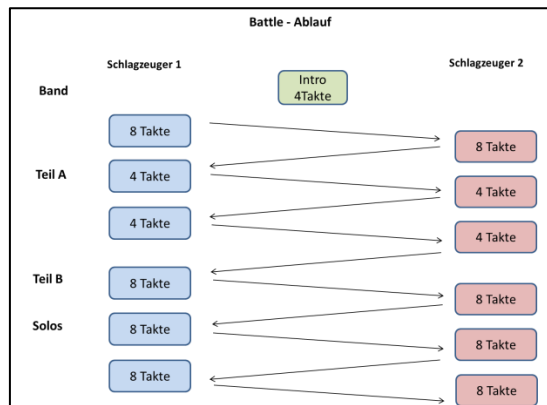 Battle - Ablauf
Schlagzeuger 1
Schlagzeuger 2
Band
Intro
4Takte
8 Takte
8 Takte
Teil A
4 Takte
4 Takte
4 Takte
4 Takte
Teil B
8 Takte
8 Takte
Solos
8 Takte
8 Takte
8 Takte
8 Takte